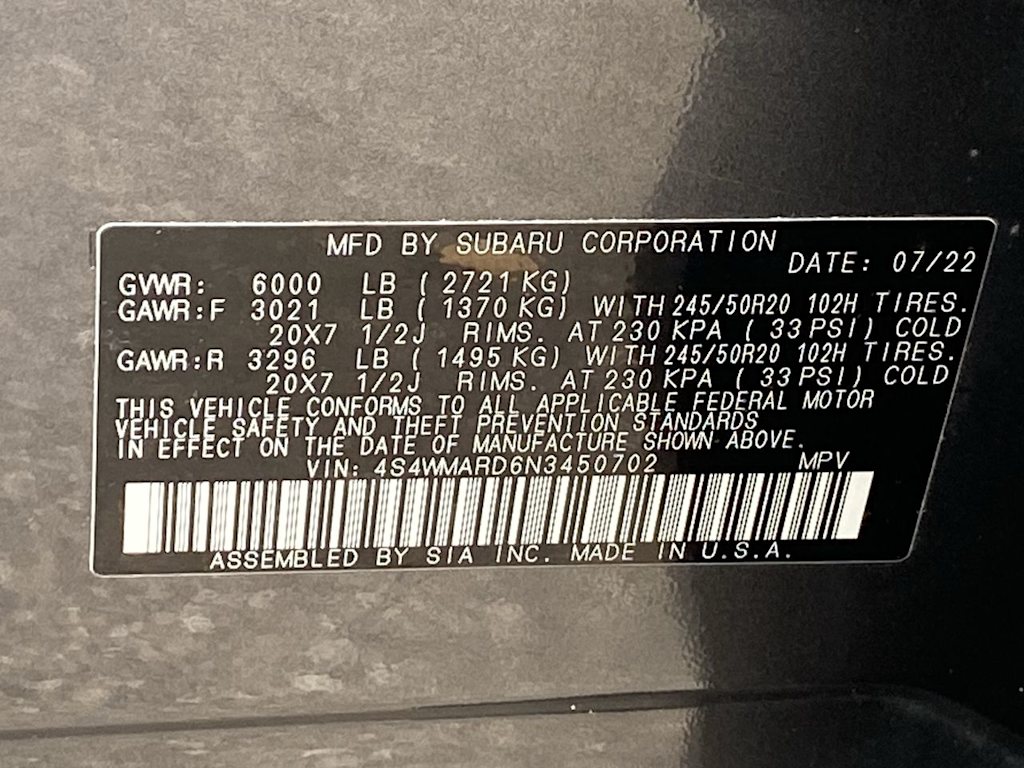 MFD BY SUBARU CORPORATION
DATE: 07/22
GVWR: 6000 LB ( 2721 KG)
GAWR:F 3021 LB ( 1370 KG) WITH 245/50R20 102H TIRES.
20X7 1/2J RIMS. AT 230 KPA ( 33 PSI) COLD
GAWR:R 3296 LB ( 1495 KG) WITH 245/50R20 102H TIRES.
20X7 1/2J RIMS. AT 230 KPA ( 33 PSI) COLD
THIS VEHICLE CONFORMS TO ALL APPLICABLE FEDERAL MOTOR
VEHICLE SAFETY AND THEFT PREVENTION STANDARDS
IN EFFECT ON THE DATE OF MANUFACTURE SHOWN ABOVE.
VIN: 4S4WMARD6N3450702 MPV
ASSEMBLED BY SIA INC. MADE IN U.S.A.